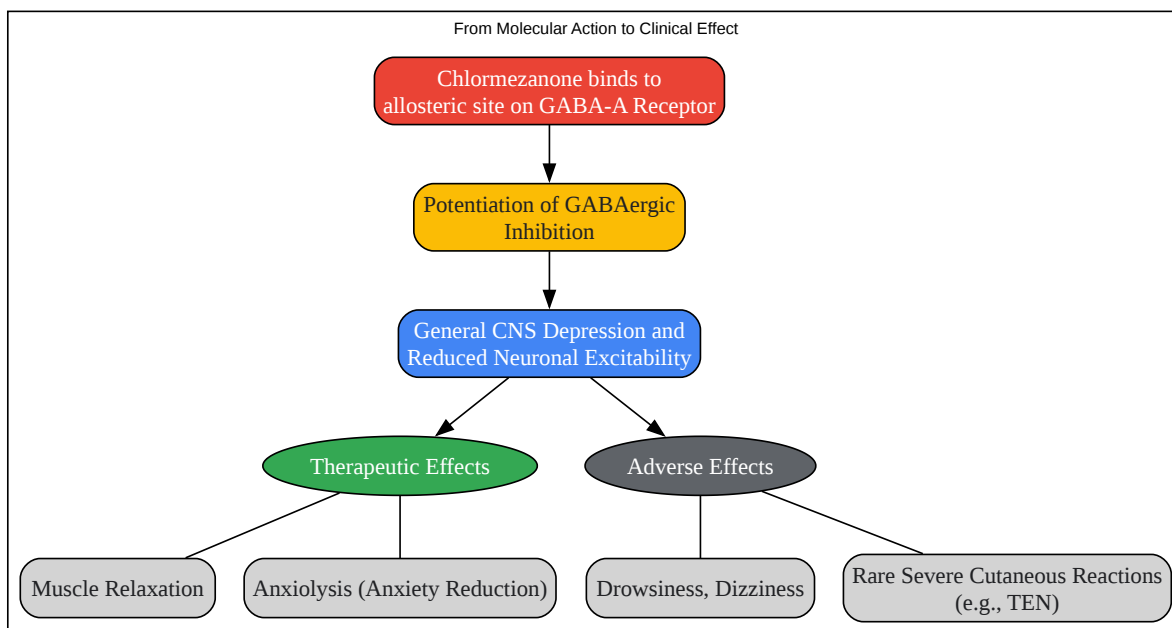 From Molecular Action to Clinical Effect
Chlormezanone binds to
allosteric site on GABA-A Receptor
Potentiation of GABAergic
Inhibition
General CNS Depression and
Reduced Neuronal Excitability
Therapeutic Effects
Adverse Effects
Muscle Relaxation
Anxiolysis (Anxiety Reduction)
Drowsiness, Dizziness
Rare Severe Cutaneous Reactions
(e.g., TEN)